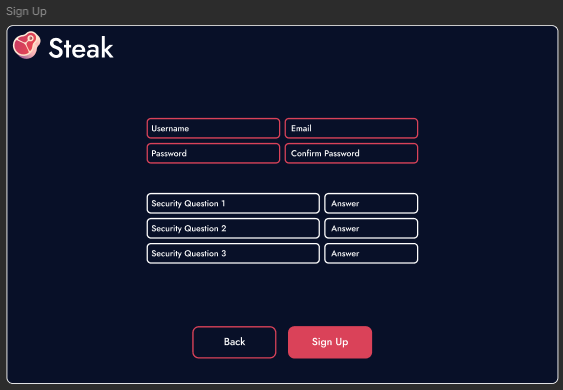 Sign Up
Steak
Username Email
Password Confirm Password
Security Question 1 Answer
Security Question 2 Answer
Security Question 3 Answer
Back Sign Up